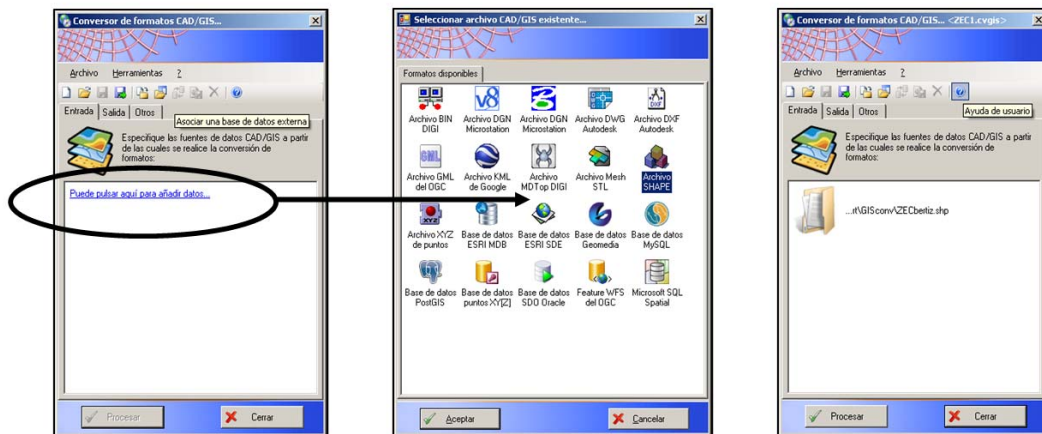 Conversor de formatos CAD/GIS...
Archivo Herramientas ?
Entrada Salida Otros
Asociar una base de datos externa
Especifique las fuentes de datos CAD/GIS a partir
de las cuales se realice la conversión de
formatos:
Puede pulsar aquí para añadir datos...
Procesar Cerrar
Seleccionar archivo CAD/GIS existente...
Formatos disponibles
Archivo BIN DIGI
Archivo DGN Microstation
Archivo DGN Microstation
Archivo DWG Autodesk
Archivo DXF Autodesk
Archivo GML del OGC
Archivo KML de Google
Archivo MDTop DIGI
Archivo Mesh STL
Archivo SHAPE
Archivo XYZ de puntos
Base de datos ESRI MDB
Base de datos ESRI SDE
Base de datos Geomedia
Base de datos MySQL
Base de datos PostGIS
Base de datos puntos XY[Z]
Base de datos SDO Oracle
Feature WFS del OGC
Microsoft SQL Spatial
Aceptar Cancelar
Conversor de formatos CAD/GIS... <ZEC1.cvgis>
Archivo Herramientas ?
Entrada Salida Otros
Ayuda de usuario
Especifique las fuentes de datos CAD/GIS a partir
de las cuales se realice la conversión de
formatos:
...rt\GISconv\ZECbertiz.shp
Procesar Cerrar